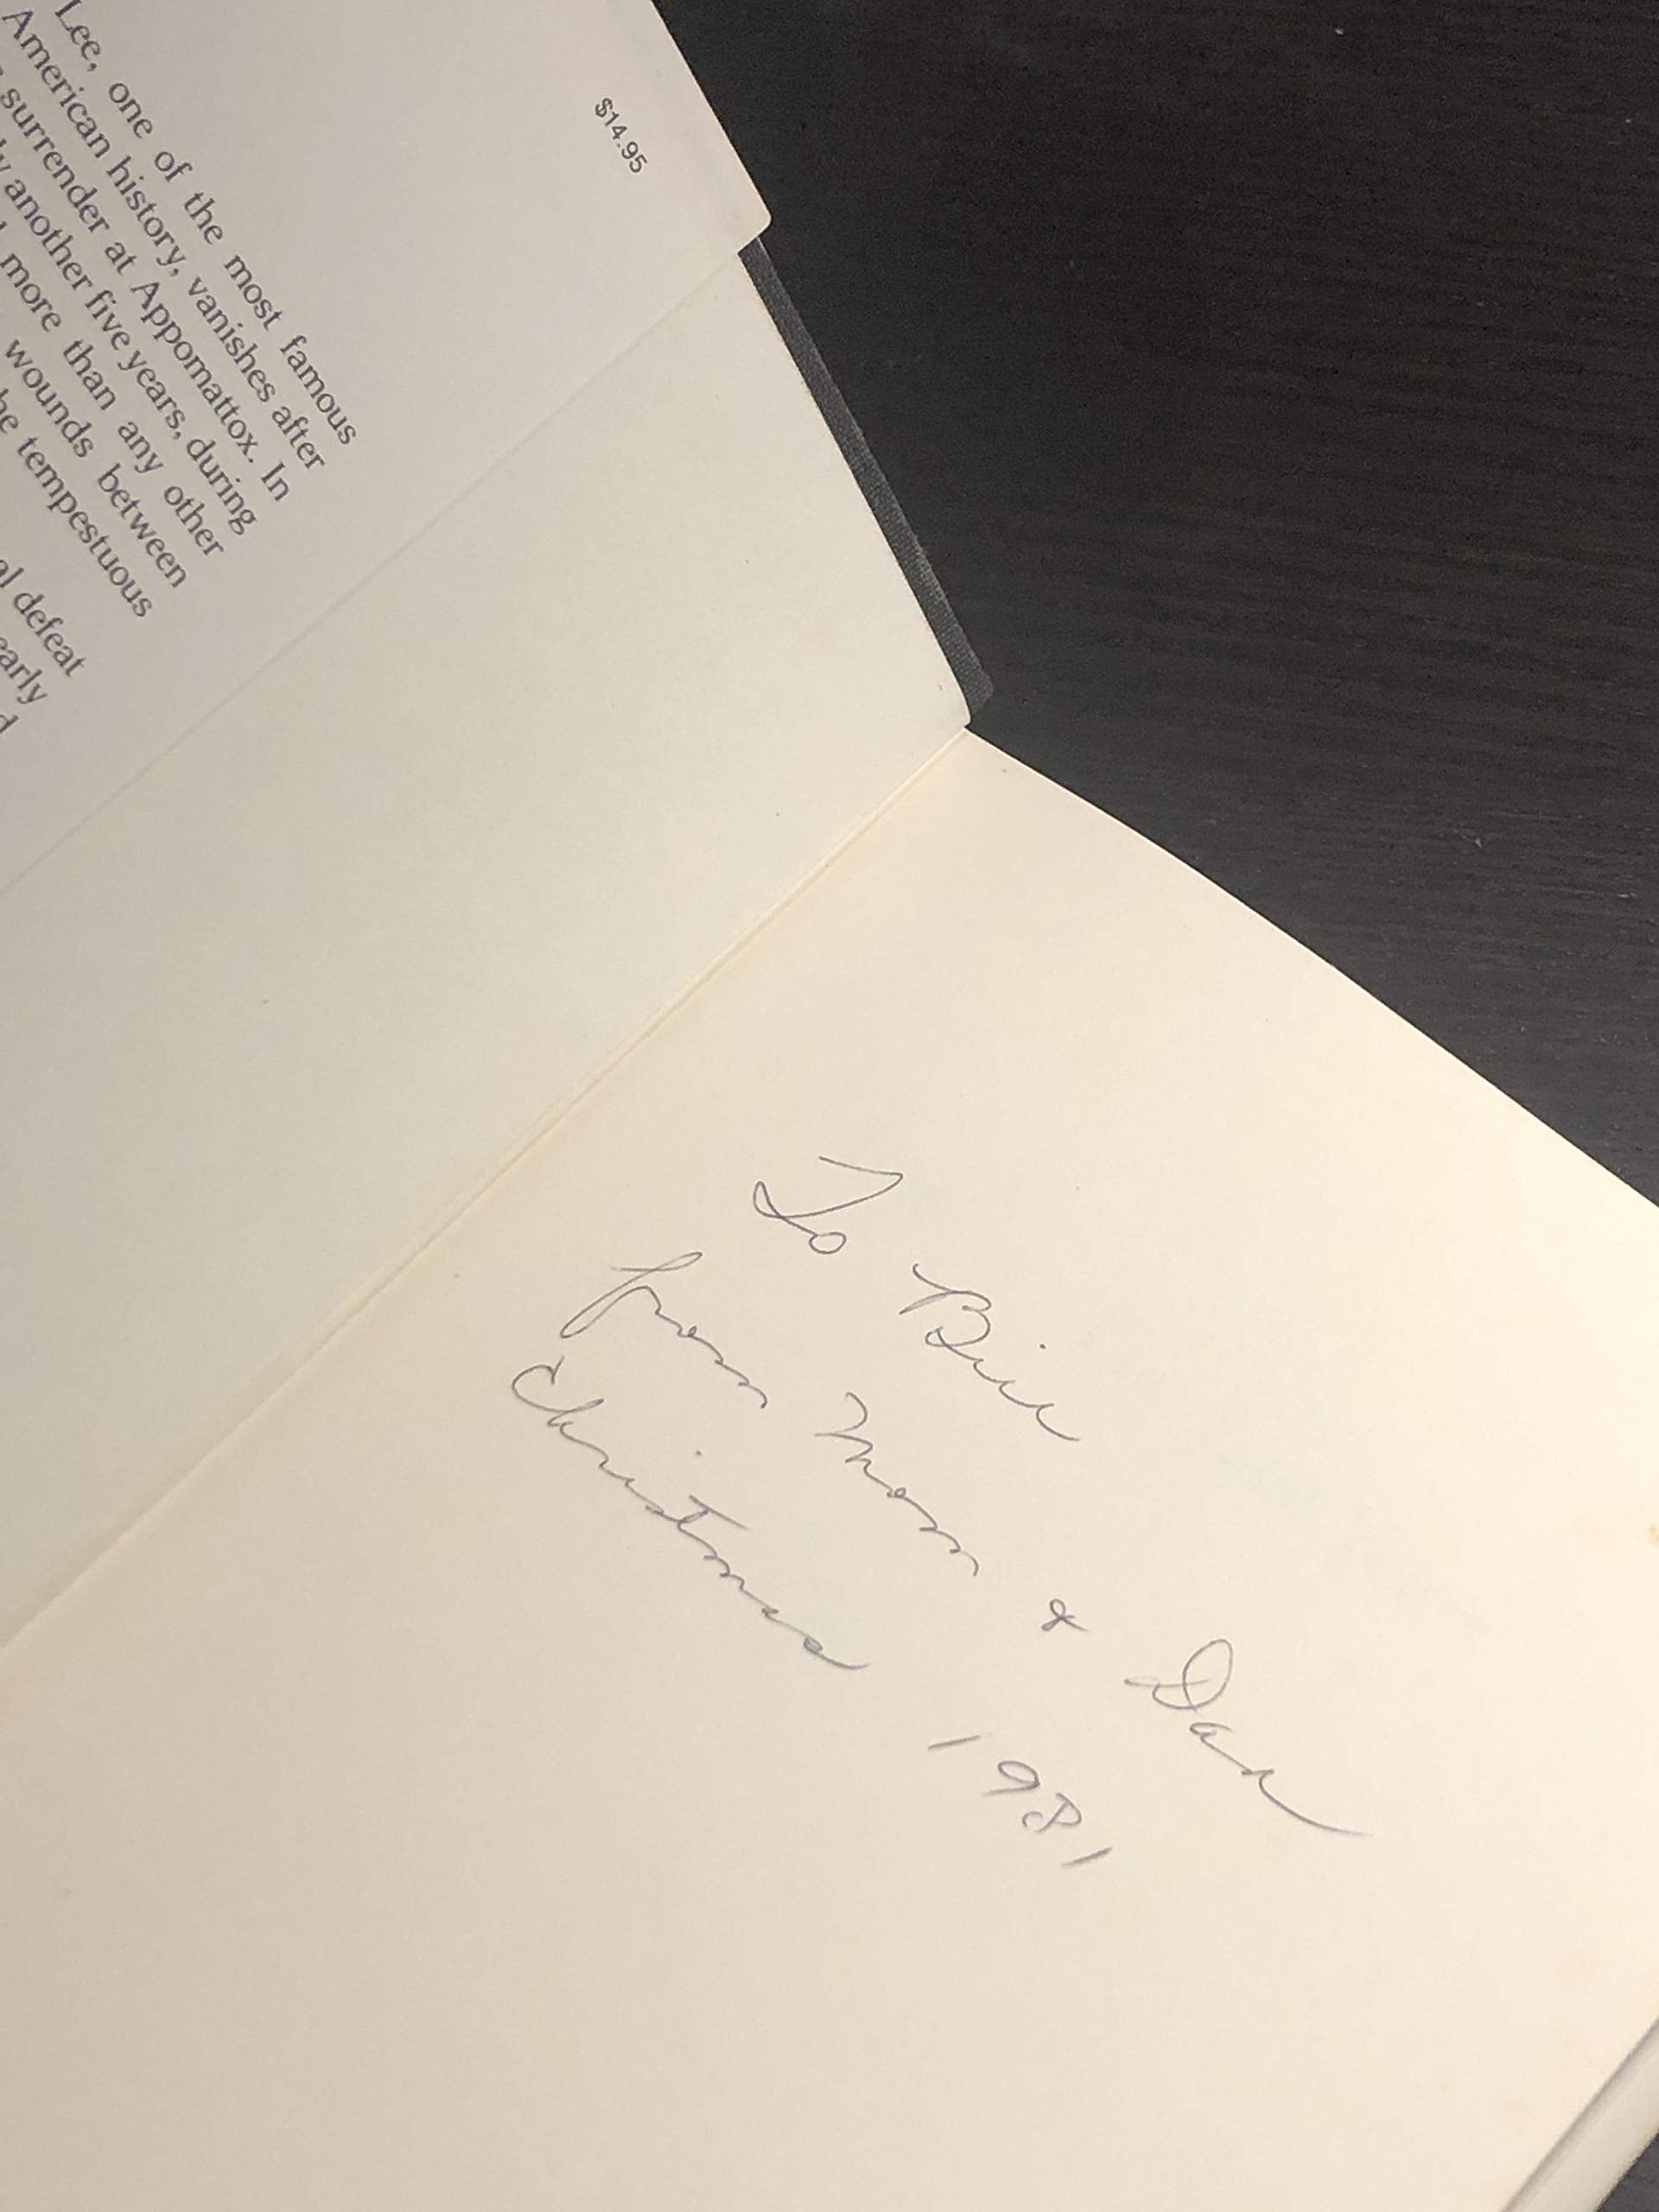 $14.95
Lee, one of the most famous
American history, vanishes after
surrender at Appomattox. In
another five years, during
more than any other
wounds between
tempestuous
defeat
To Bill
from Mom & Dad
Christmas 1981